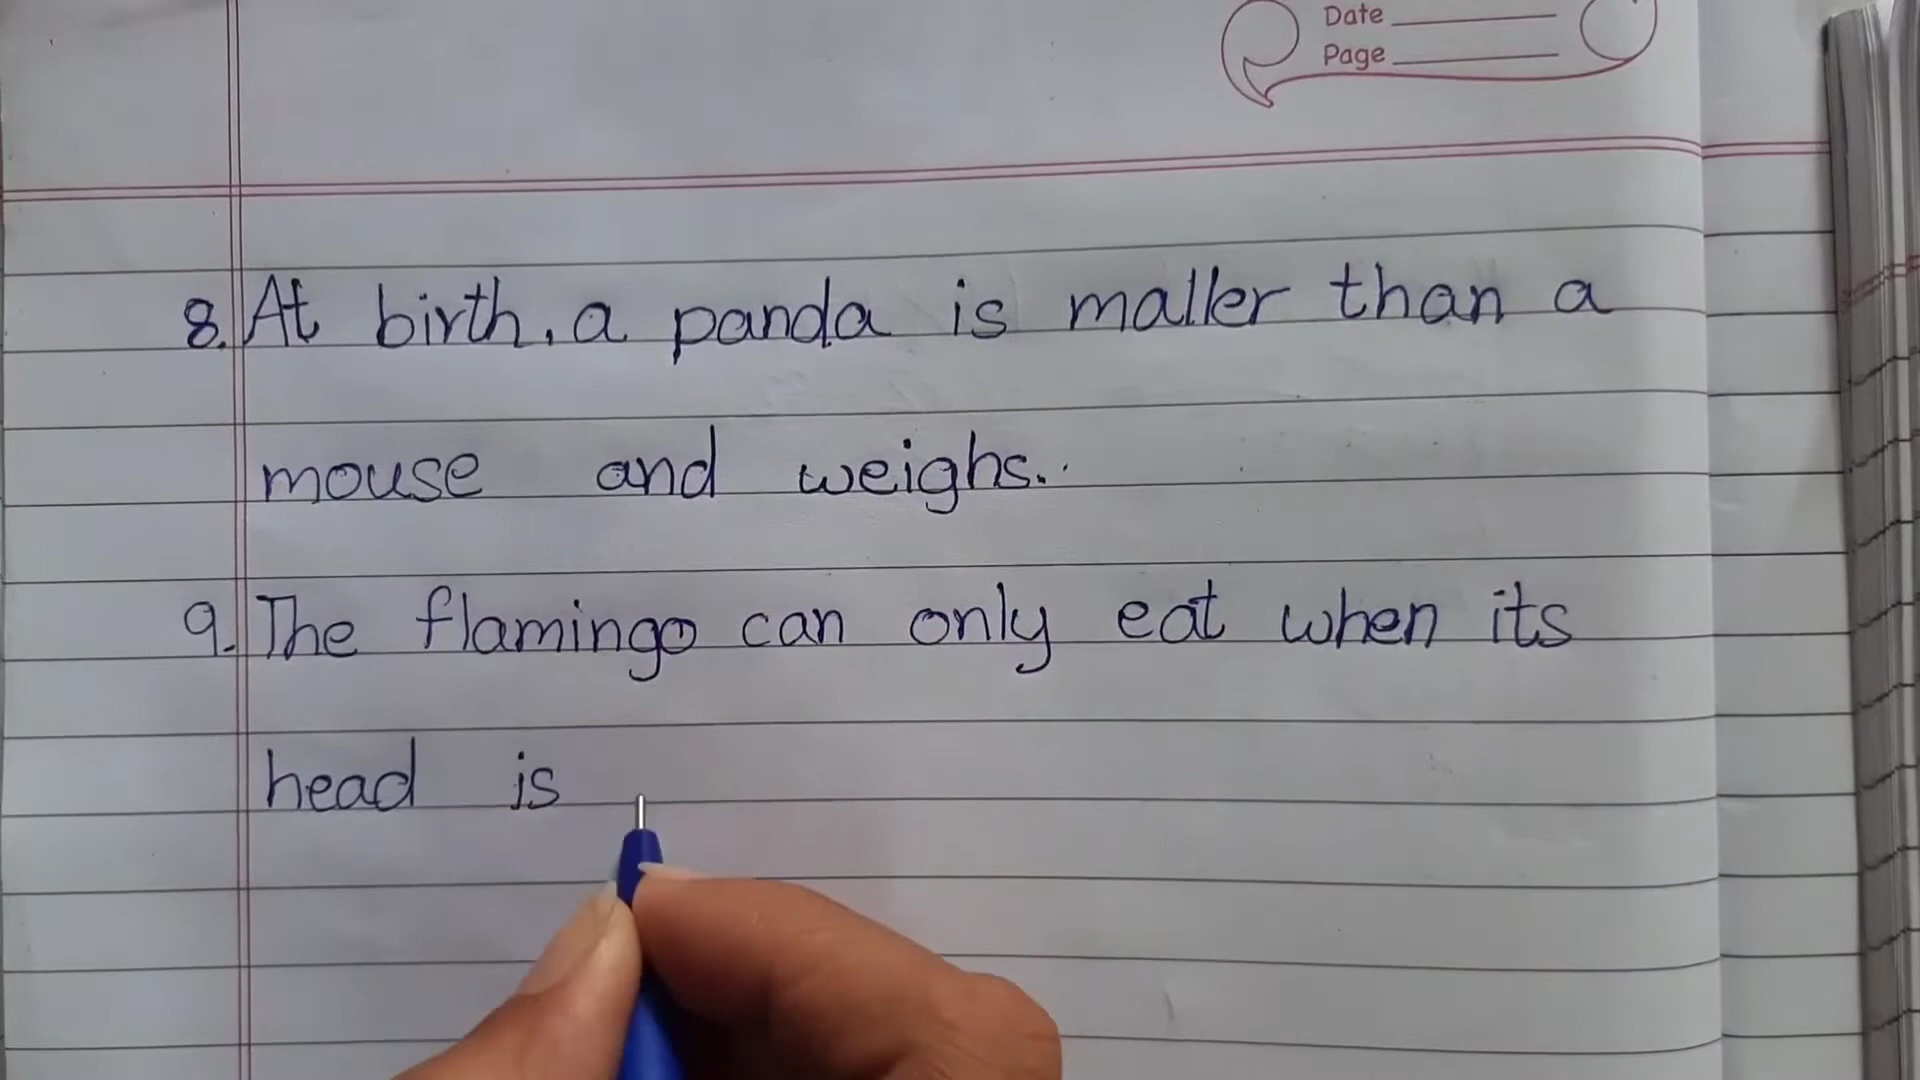 Date
Page
8. At birth, a panda is maller than a
mouse and weighs..
9. The flamingo can only eat when its
head is